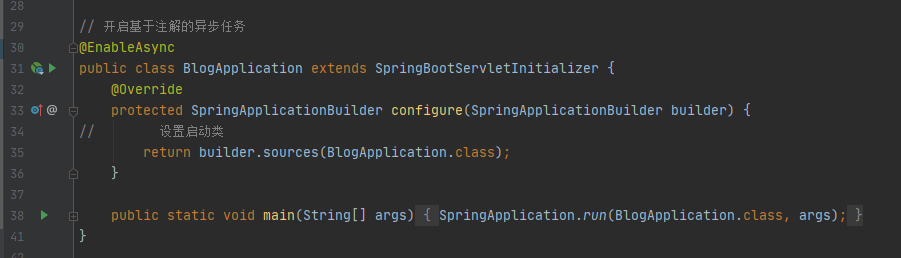 28
29 // 开启基于注解的异步任务
30 @EnableAsync
31 public class BlogApplication extends SpringBootServletInitializer {
32 @Override
33 @ protected SpringApplicationBuilder configure(SpringApplicationBuilder builder) {
34 // 设置启动类
35 return builder.sources(BlogApplication.class);
36 }
37
38 public static void main(String[] args) { SpringApplication.run(BlogApplication.class, args); }
41 }
42